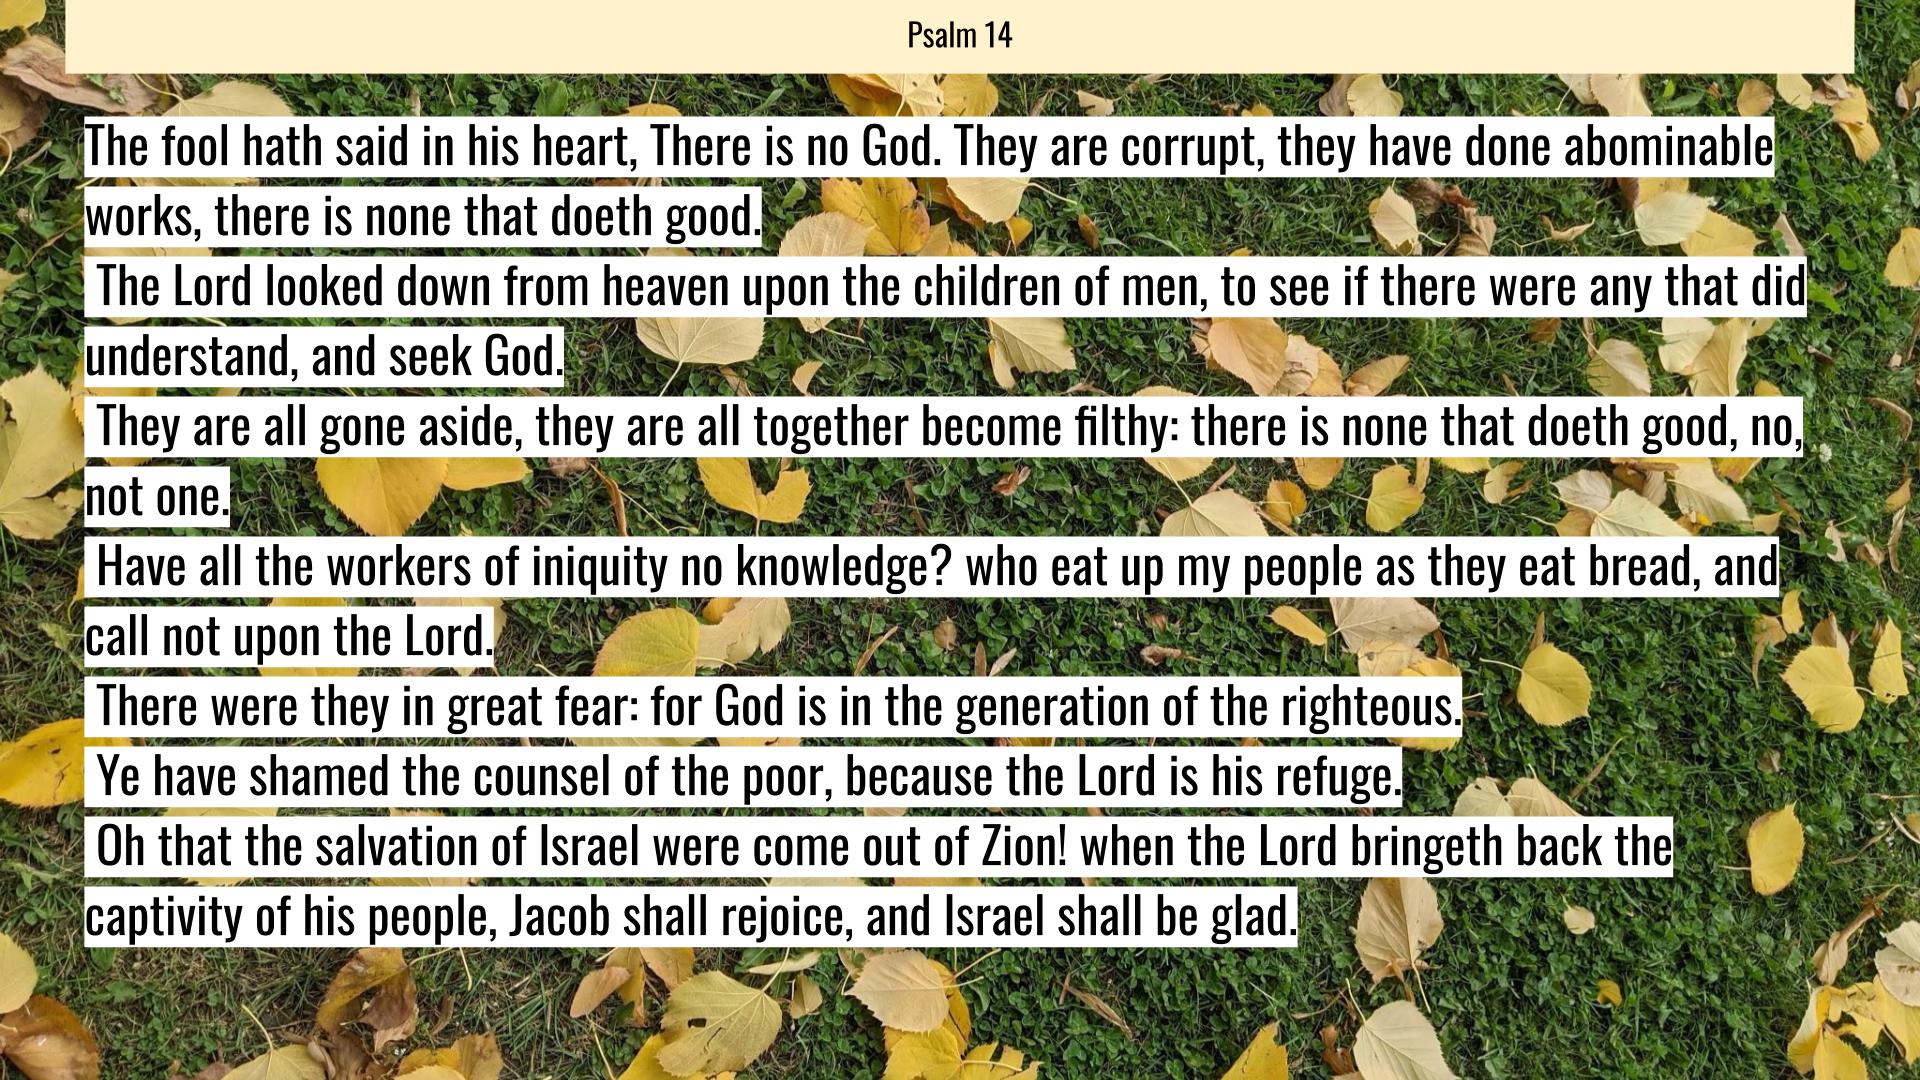 Psalm 14
The fool hath said in his heart, There is no God. They are corrupt, they have done abominable
works, there is none that doeth good.
The Lord looked down from heaven upon the children of men, to see if there were any that did
understand, and seek God.
They are all gone aside, they are all together become filthy: there is none that doeth good, no,
not one.
Have all the workers of iniquity no knowledge? who eat up my people as they eat bread, and
call not upon the Lord.
There were they in great fear: for God is in the generation of the righteous.
Ye have shamed the counsel of the poor, because the Lord is his refuge.
Oh that the salvation of Israel were come out of Zion! when the Lord bringeth back the
captivity of his people, Jacob shall rejoice, and Israel shall be glad.